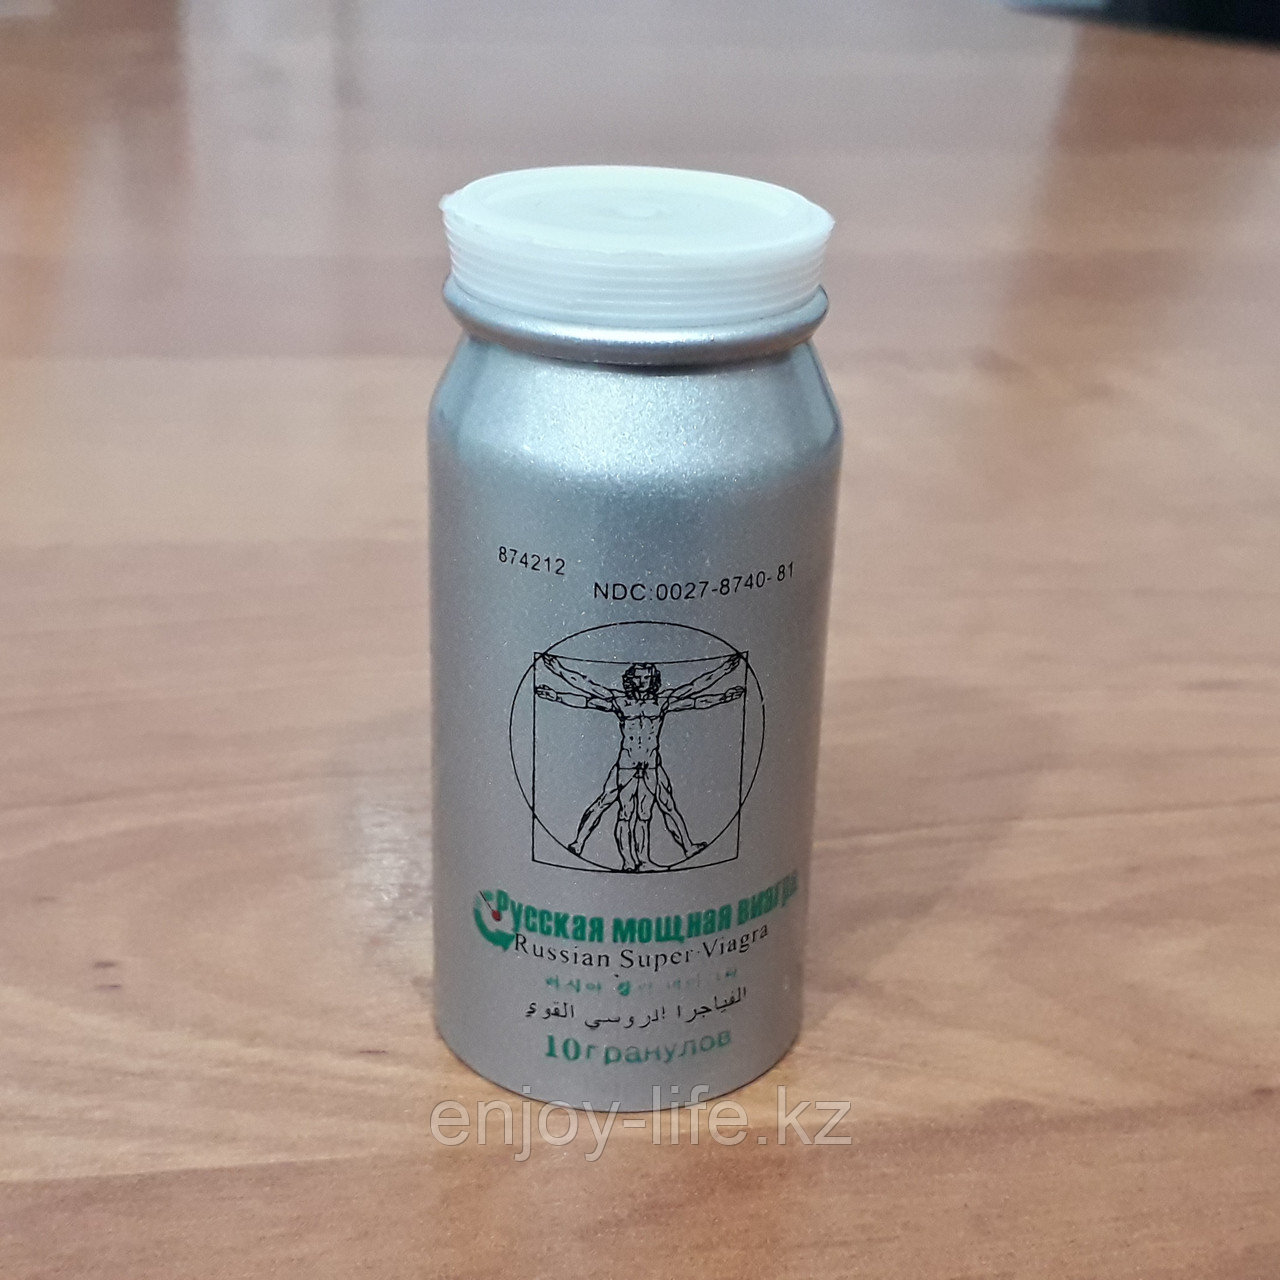 874212
NDC:0027-8740-81
Русская мощная виагра
Russian Super Viagra
الفياجرا الروسي القوي
10гранулов
enjoy-life.kz